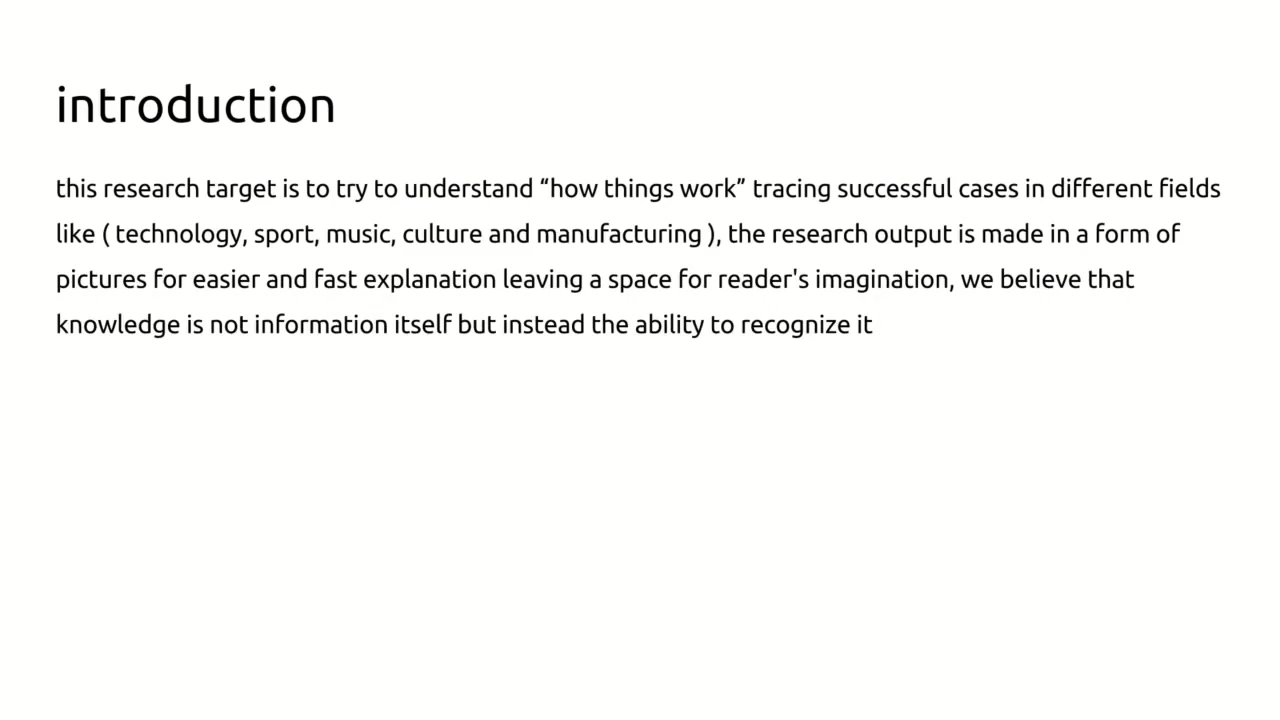 introduction
this research target is to try to understand “how things work” tracing successful cases in different fields
like ( technology, sport, music, culture and manufacturing ), the research output is made in a form of
pictures for easier and fast explanation leaving a space for reader's imagination, we believe that
knowledge is not information itself but instead the ability to recognize it